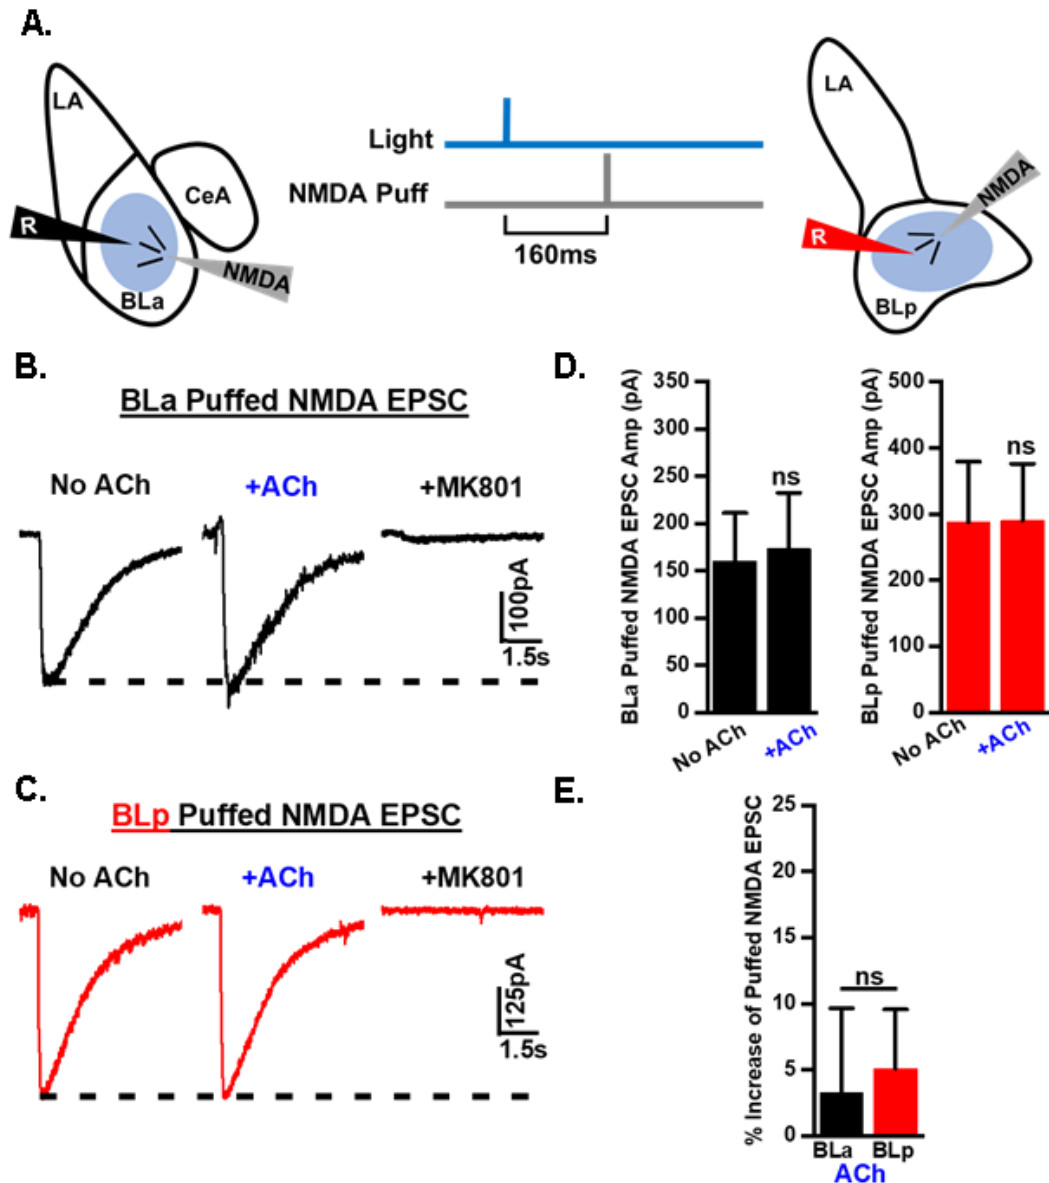 A.
LA
CeA
R
NMDA
BLa
Light
NMDA Puff
160ms
LA
NMDA
R
BLp
B.
BLa Puffed NMDA EPSC
No ACh
+ACh
+MK801
100pA
1.5s
C.
BLp Puffed NMDA EPSC
No ACh
+ACh
+MK801
125pA
1.5s
D.
BLa Puffed NMDA EPSC Amp (pA)
350
300
250
200
150
100
50
0
ns
No ACh
+ACh
BLp Puffed NMDA EPSC Amp (pA)
500
400
300
200
100
0
ns
No ACh
+ACh
E.
% Increase of Puffed NMDA EPSC
25
20
15
10
5
0
ns
BLa
BLp
ACh